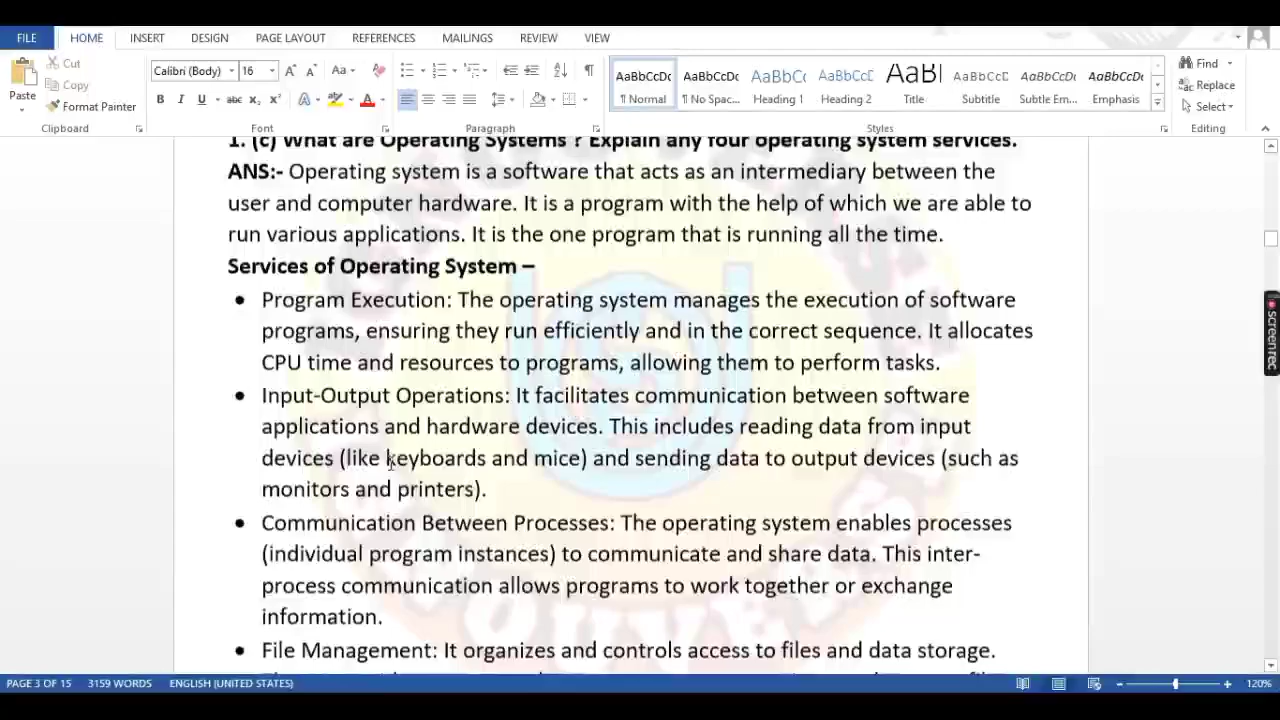 FILE HOME INSERT DESIGN PAGE LAYOUT REFERENCES MAILINGS REVIEW VIEW
Cut
Copy
Format Painter
Paste
Clipboard
Calibri (Body) 16
Font
Paragraph
AaBbCcDc AaBbCcDc AaBbCc AaBbCcC AaBl AaBbCcC AaBbCcDc AaBbCcDc
¶ Normal ¶ No Spac... Heading 1 Heading 2 Title Subtitle Subtle Em... Emphasis
Styles
Find
Replace
Select
Editing
1. (c) What are Operating Systems ? Explain any four operating system services.
ANS:- Operating system is a software that acts as an intermediary between the
user and computer hardware. It is a program with the help of which we are able to
run various applications. It is the one program that is running all the time.
Services of Operating System –
• Program Execution: The operating system manages the execution of software
programs, ensuring they run efficiently and in the correct sequence. It allocates
CPU time and resources to programs, allowing them to perform tasks.
• Input-Output Operations: It facilitates communication between software
applications and hardware devices. This includes reading data from input
devices (like keyboards and mice) and sending data to output devices (such as
monitors and printers).
• Communication Between Processes: The operating system enables processes
(individual program instances) to communicate and share data. This inter-
process communication allows programs to work together or exchange
information.
• File Management: It organizes and controls access to files and data storage.
screenrec
PAGE 3 OF 15 3159 WORDS ENGLISH (UNITED STATES) 120%